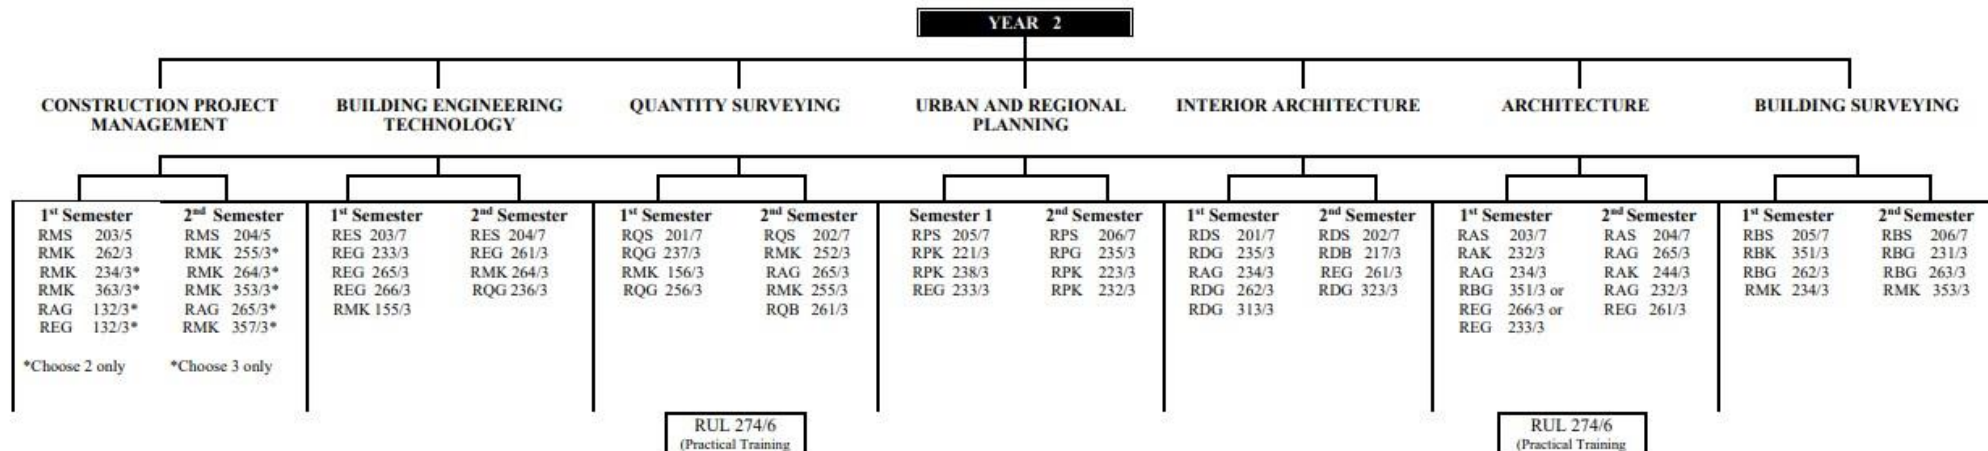 YEAR 2
CONSTRUCTION PROJECT
MANAGEMENT
1st Semester
RMS 203/5
RMK 262/3
RMK 234/3*
RMK 363/3*
RAG 132/3*
REG 132/3*
*Choose 2 only
2nd Semester
RMS 204/5
RMK 255/3*
RMK 264/3*
RMK 353/3*
RAG 265/3*
RMK 357/3*
*Choose 3 only
BUILDING ENGINEERING
TECHNOLOGY
1st Semester
RES 203/7
REG 233/3
REG 265/3
REG 266/3
RMK 155/3
2nd Semester
RES 204/7
REG 261/3
RMK 264/3
RQG 236/3
QUANTITY SURVEYING
1st Semester
RQS 201/7
RQG 237/3
RMK 156/3
RQG 256/3
2nd Semester
RQS 202/7
RMK 252/3
RAG 265/3
RMK 255/3
RQB 261/3
RUL 274/6
(Practical Training
URBAN AND REGIONAL
PLANNING
Semester 1
RPS 205/7
RPK 221/3
RPK 238/3
REG 233/3
2nd Semester
RPS 206/7
RPG 235/3
RPK 223/3
RPK 232/3
INTERIOR ARCHITECTURE
1st Semester
RDS 201/7
RDG 235/3
RAG 234/3
RDG 262/3
RDG 313/3
2nd Semester
RDS 202/7
RDB 217/3
REG 261/3
RDG 323/3
ARCHITECTURE
1st Semester
RAS 203/7
RAK 232/3
RAG 234/3
RBG 351/3 or
REG 266/3 or
REG 233/3
2nd Semester
RAS 204/7
RAG 265/3
RAK 244/3
RAG 232/3
REG 261/3
RUL 274/6
(Practical Training
BUILDING SURVEYING
1st Semester
RBS 205/7
RBK 351/3
RBG 262/3
RMK 234/3
2nd Semester
RBS 206/7
RBG 231/3
RBG 263/3
RMK 353/3